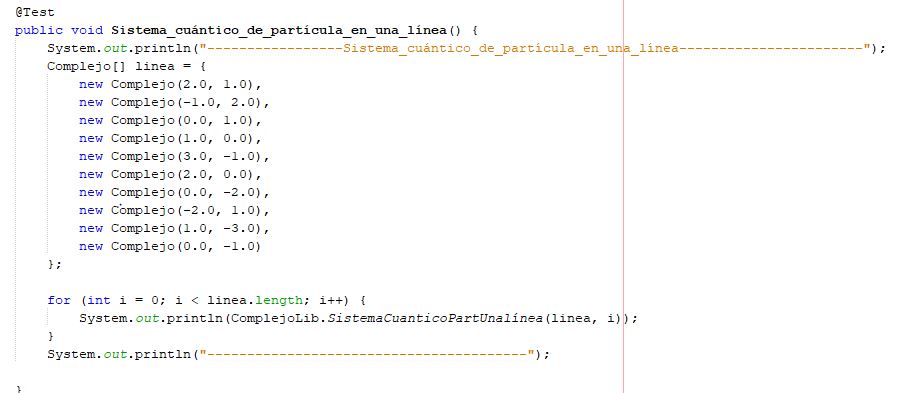 @Test
public void Sistema_cuántico_de_partícula_en_una_línea() {
System.out.println("-----------------Sistema_cuántico_de_partícula_en_una_línea-----------------------");
Complejo[] linea = {
new Complejo(2.0, 1.0),
new Complejo(-1.0, 2.0),
new Complejo(0.0, 1.0),
new Complejo(1.0, 0.0),
new Complejo(3.0, -1.0),
new Complejo(2.0, 0.0),
new Complejo(0.0, -2.0),
new Complejo(-2.0, 1.0),
new Complejo(1.0, -3.0),
new Complejo(0.0, -1.0)
};
for (int i = 0; i < linea.length; i++) {
System.out.println(ComplejoLib.SistemaCuanticoPartUnalínea(linea, i));
}
System.out.println("----------------------------------------");
}